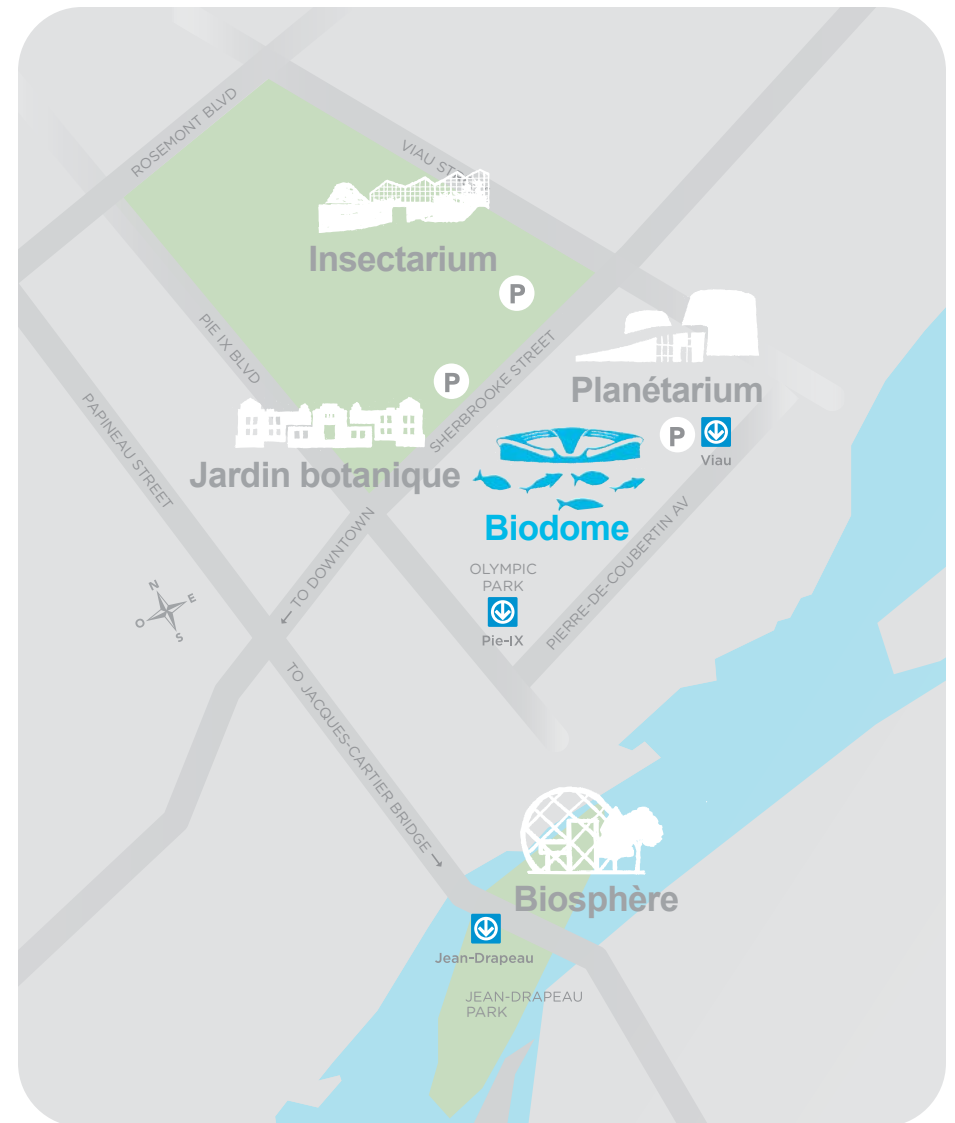 ROSEMONT BLVD
VIAU ST
Insectarium
P
PIE IX BLVD
P
SHERBROOKE STREET
Planétarium
PAPINEAU STREET
Jardin botanique
P
Viau
Biodome
PIERRE-DE-COUBERTIN AV
← TO DOWNTOWN
OLYMPIC
PARK
Pie-IX
N
E
O
S
TO JACQUES-CARTIER BRIDGE →
Biosphère
Jean-Drapeau
JEAN-DRAPEAU
PARK